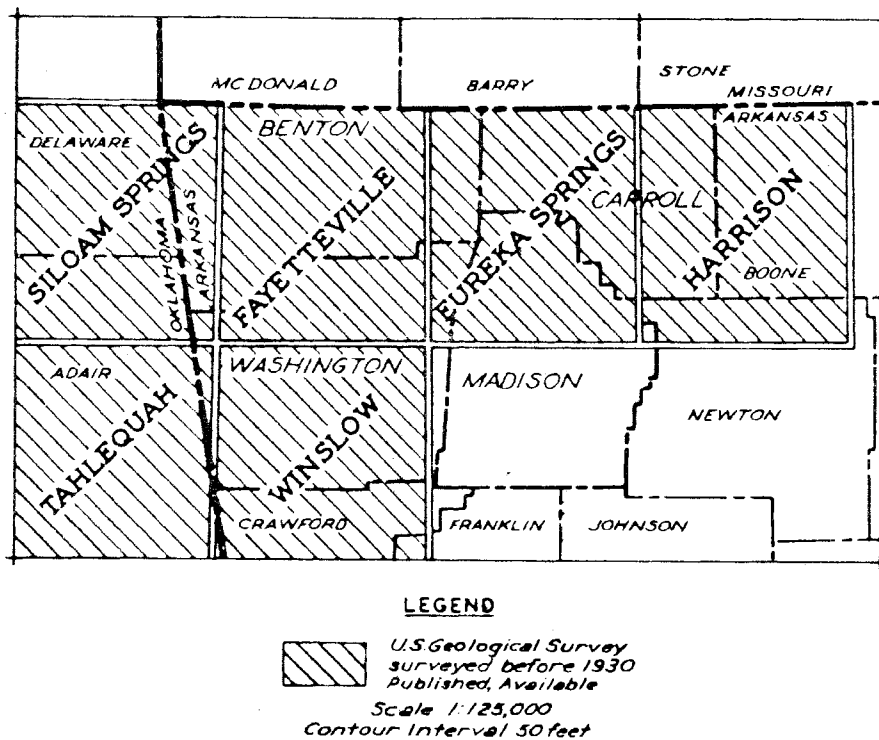 MC DONALD
BARRY
STONE
MISSOURI
ARKANSAS
DELAWARE
BENTON
SILOAM SPRINGS
OKLAHOMA
ARKANSAS
FAYETTEVILLE
EUREKA SPRINGS
CARROLL
HARRISON
BOONE
ADAIR
WASHINGTON
MADISON
NEWTON
TAHLEQUAH
WINSLOW
CRAWFORD
FRANKLIN
JOHNSON
LEGEND
U.S. Geological Survey
surveyed before 1930
Published, Available
Scale 1:125,000
Contour Interval 50 feet